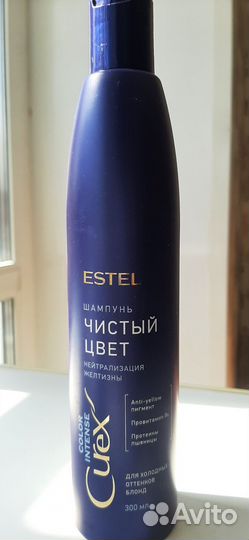 ESTEL
ШАМПУНЬ
ЧИСТЫЙ
ЦВЕТ
НЕЙТРАЛИЗАЦИЯ
ЖЕЛТИЗНЫ
Anti-yellow
пигмент
Провитамин B₅
Протеины
пшеницы
COLOR
INTENSE
Curex
ДЛЯ ХОЛОДНЫХ
ОТТЕНКОВ
БЛОНД
300 мл
Avito